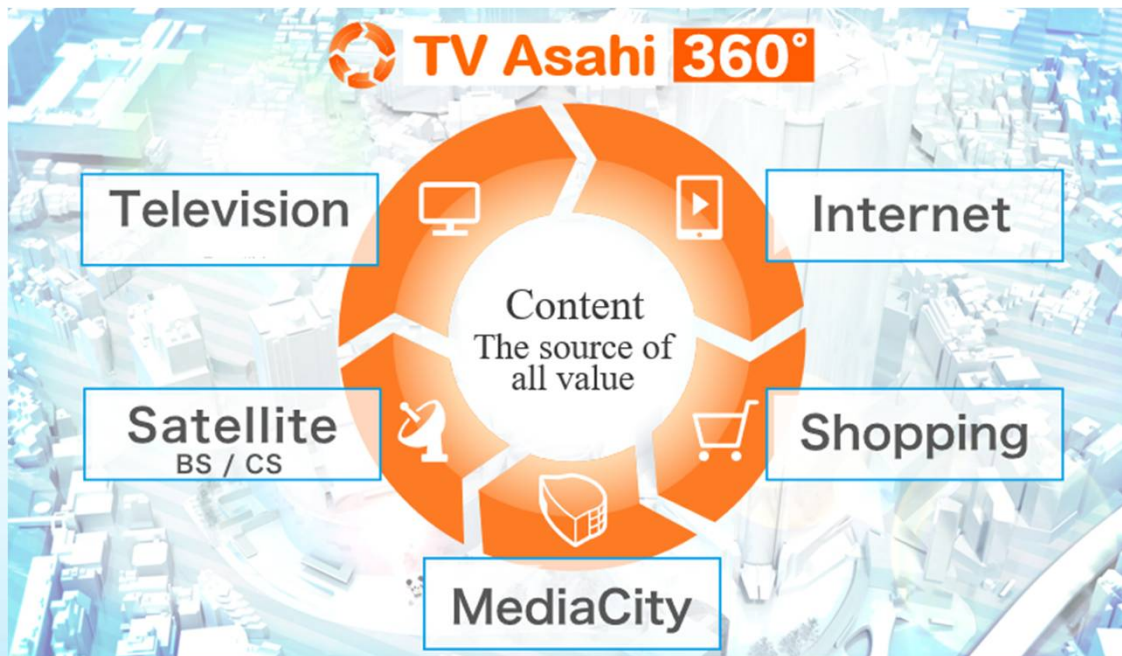 TV Asahi 360°
Television
Internet
Content
The source of
all value
Satellite
BS / CS
Shopping
MediaCity